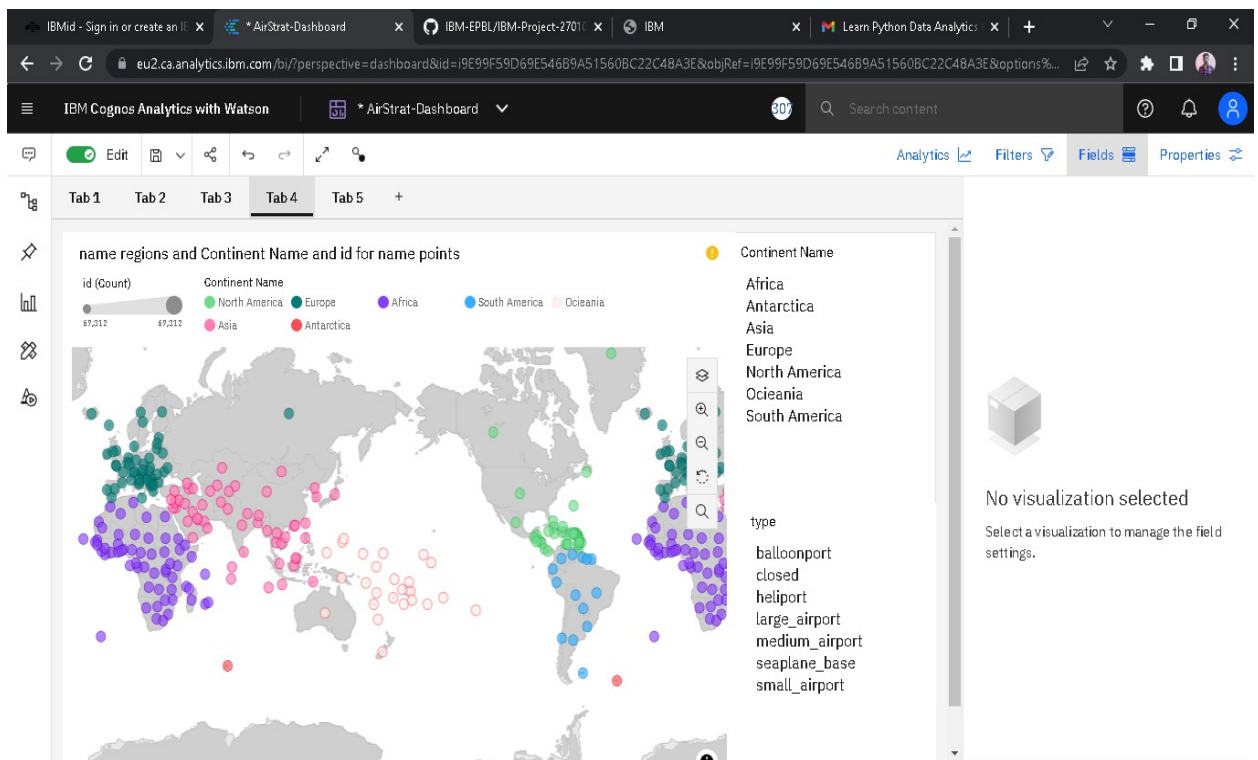 IBMid - Sign in or create an IE
* AirStrat-Dashboard
IBM-EPBL/IBM-Project-2701
IBM
Learn Python Data Analytics
eu2.ca.analytics.ibm.com/bi/?perspective=dashboard&id=i9E99F59D69E546B9A51560BC22C48A3E&objRef=i9E99F59D69E546B9A51560BC22C48A3E&options%...
IBM Cognos Analytics with Watson
* AirStrat-Dashboard
307
Search content
Edit
Analytics
Filters
Fields
Properties
Tab 1 Tab 2 Tab 3 Tab 4 Tab 5 +
name regions and Continent Name and id for name points
id (Count)
69,312 69,312
Continent Name
North America Europe Africa South America Ocieania
Asia Antarctica
Continent Name
Africa
Antarctica
Asia
Europe
North America
Ocieania
South America
type
balloonport
closed
heliport
large_airport
medium_airport
seaplane_base
small_airport
No visualization selected
Select a visualization to manage the field
settings.